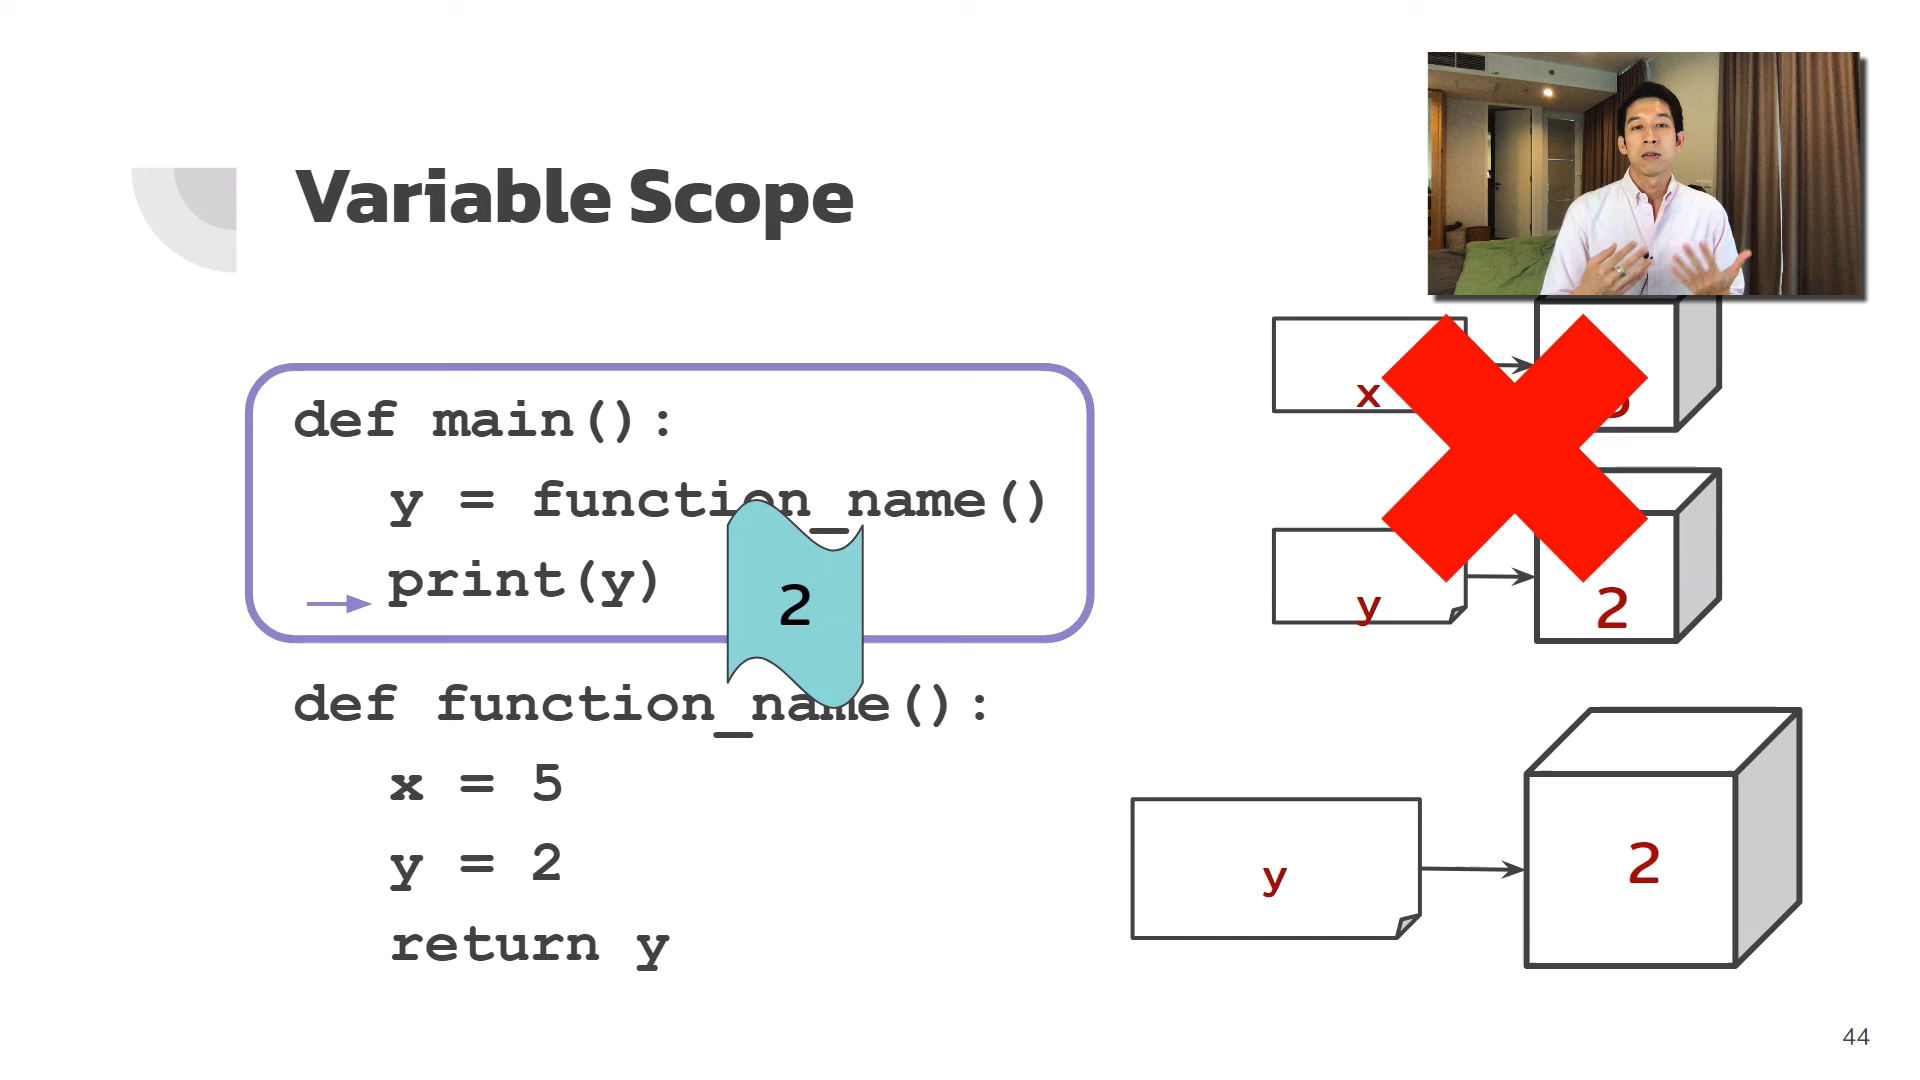 Variable Scope
def main():
y = function_name()
print(y)
2
def function_name():
x = 5
y = 2
return y
x
y
2
y
2
44